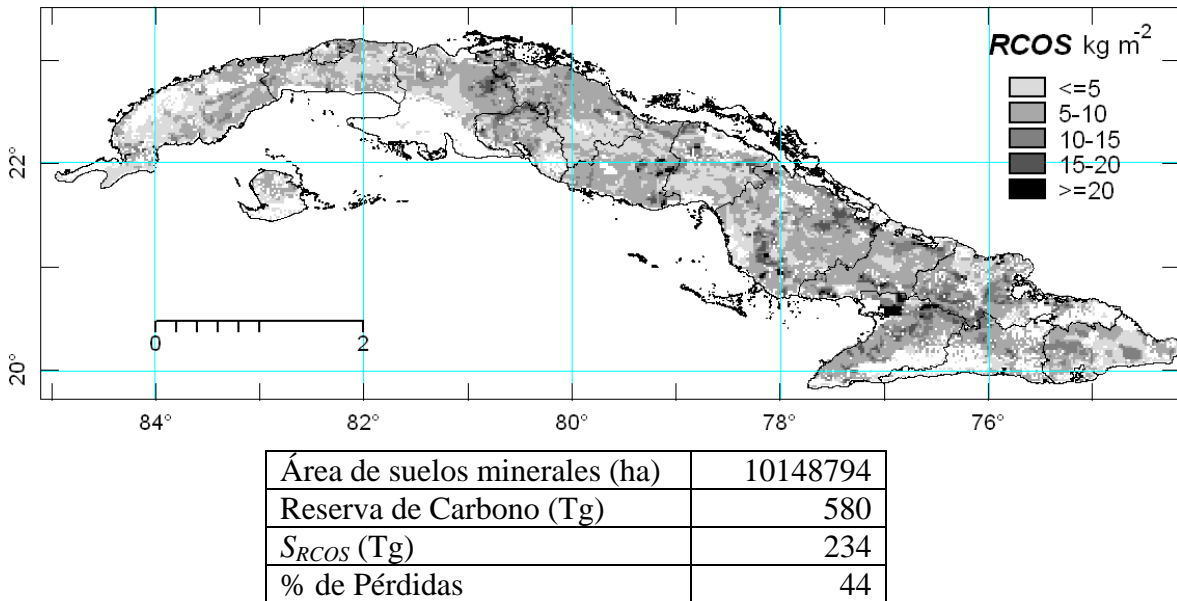 RCOS kg m-2
<=5
5-10
10-15
15-20
>=20
22°
20°
0 2
84° 82° 80° 78° 76°
Área de suelos minerales (ha) 10148794
Reserva de Carbono (Tg) 580
SRCOS (Tg) 234
% de Pérdidas 44